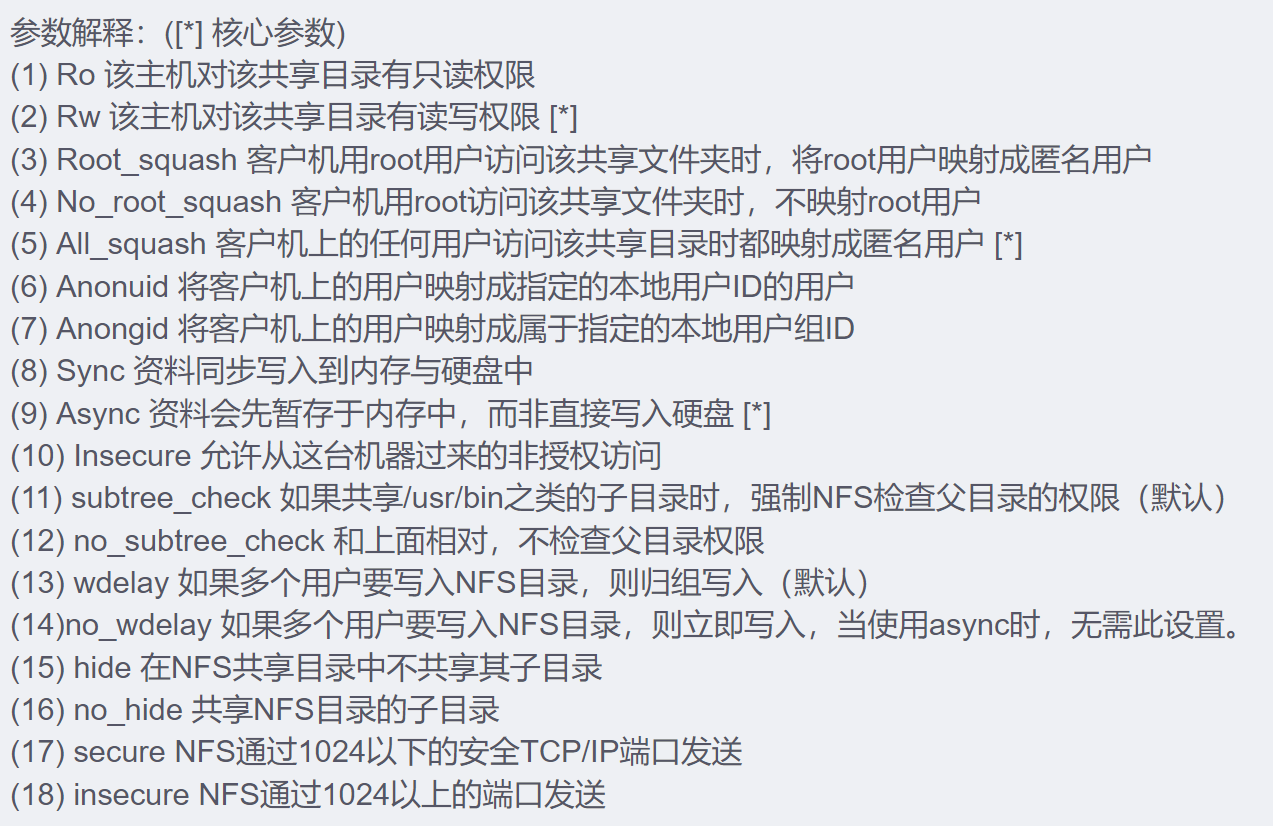 参数解释：([*] 核心参数)
(1) Ro 该主机对该共享目录有只读权限
(2) Rw 该主机对该共享目录有读写权限 [*]
(3) Root_squash 客户机用root用户访问该共享文件夹时，将root用户映射成匿名用户
(4) No_root_squash 客户机用root访问该共享文件夹时，不映射root用户
(5) All_squash 客户机上的任何用户访问该共享目录时都映射成匿名用户 [*]
(6) Anonuid 将客户机上的用户映射成指定的本地用户ID的用户
(7) Anongid 将客户机上的用户映射成属于指定的本地用户组ID
(8) Sync 资料同步写入到内存与硬盘中
(9) Async 资料会先暂存于内存中，而非直接写入硬盘 [*]
(10) Insecure 允许从这台机器过来的非授权访问
(11) subtree_check 如果共享/usr/bin之类的子目录时，强制NFS检查父目录的权限（默认）
(12) no_subtree_check 和上面相对，不检查父目录权限
(13) wdelay 如果多个用户要写入NFS目录，则归组写入（默认）
(14)no_wdelay 如果多个用户要写入NFS目录，则立即写入，当使用async时，无需此设置。
(15) hide 在NFS共享目录中不共享其子目录
(16) no_hide 共享NFS目录的子目录
(17) secure NFS通过1024以下的安全TCP/IP端口发送
(18) insecure NFS通过1024以上的端口发送